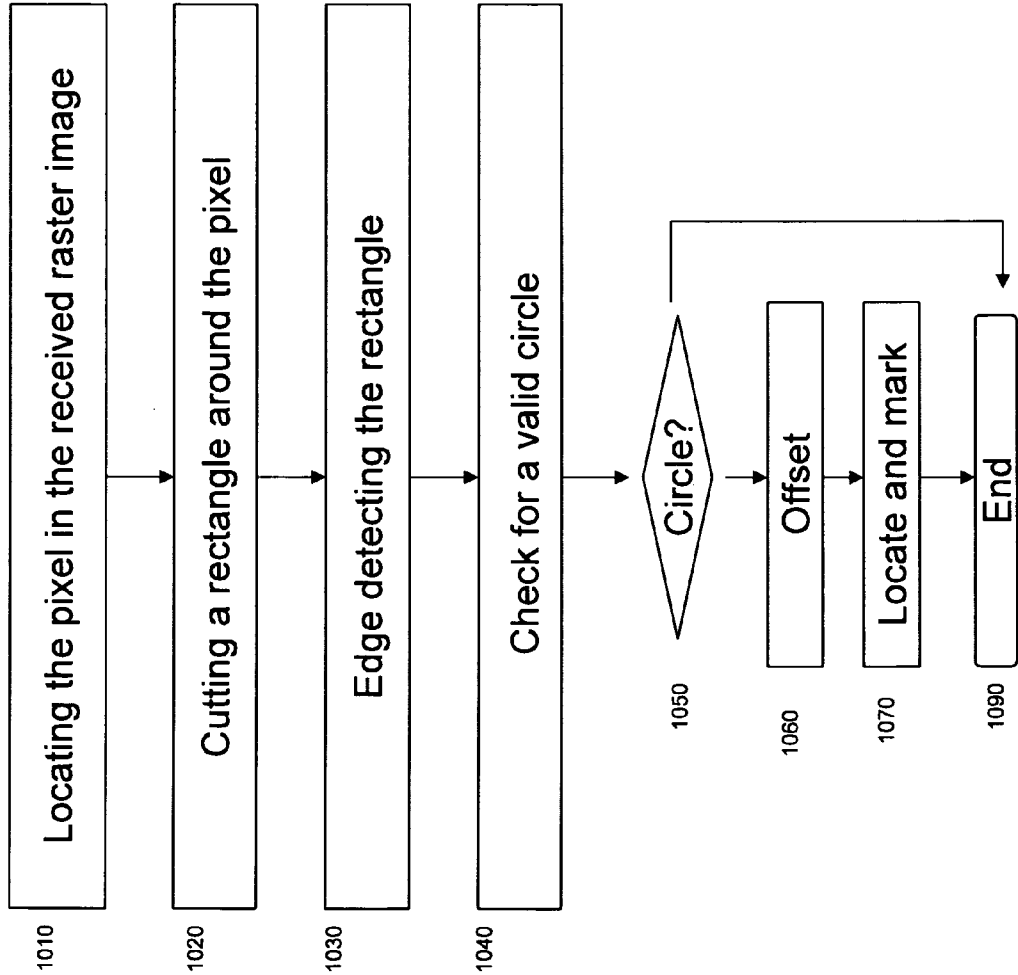 1010
Locating the pixel in the received raster image
1020
Cutting a rectangle around the pixel
1030
Edge detecting the rectangle
1040
Check for a valid circle
1050
Circle?
1060
Offset
1070
Locate and mark
1090
End